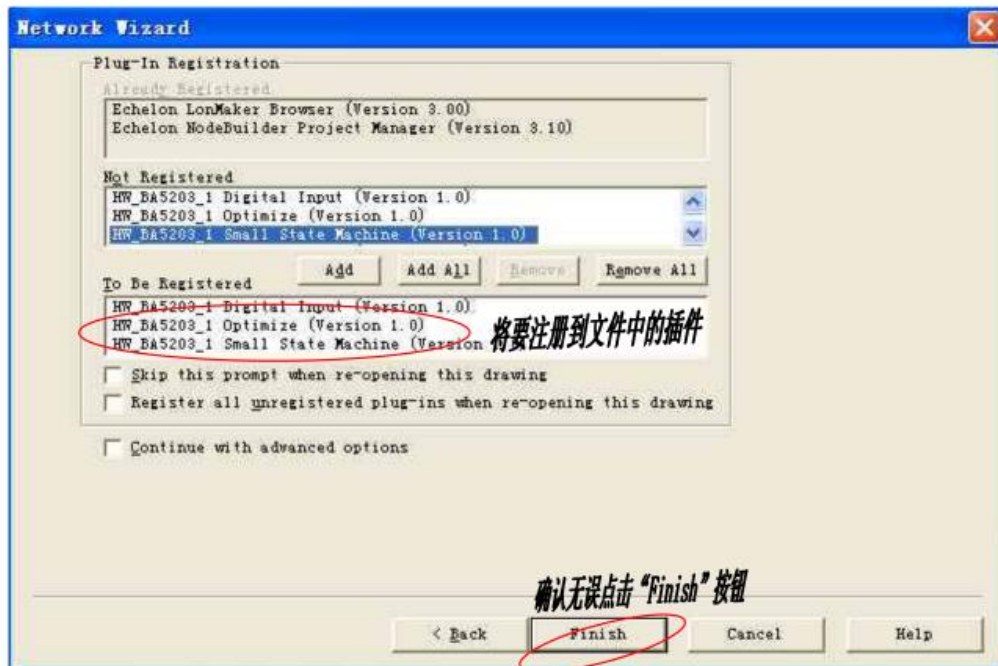 Network Wizard
Plug-In Registration
Already Registered
Echelon LonMaker Browser (Version 3.00)
Echelon NodeBuilder Project Manager (Version 3.10)
Not Registered
HW_BA5203_1 Digital Input (Version 1.0)
HW_BA5203_1 Optimize (Version 1.0)
HW_BA5203_1 Small State Machine (Version 1.0)
Add
Add All
Remove
Remove All
To Be Registered
HW_BA5203_1 Digital Input (Version 1.0)
HW_BA5203_1 Optimize (Version 1.0)
HW_BA5203_1 Small State Machine (Version
将要注册到文件中的插件
Skip this prompt when re-opening this drawing
Register all unregistered plug-ins when re-opening this drawing
Continue with advanced options
确认无误点击“Finish”按钮
< Back
Finish
Cancel
Help